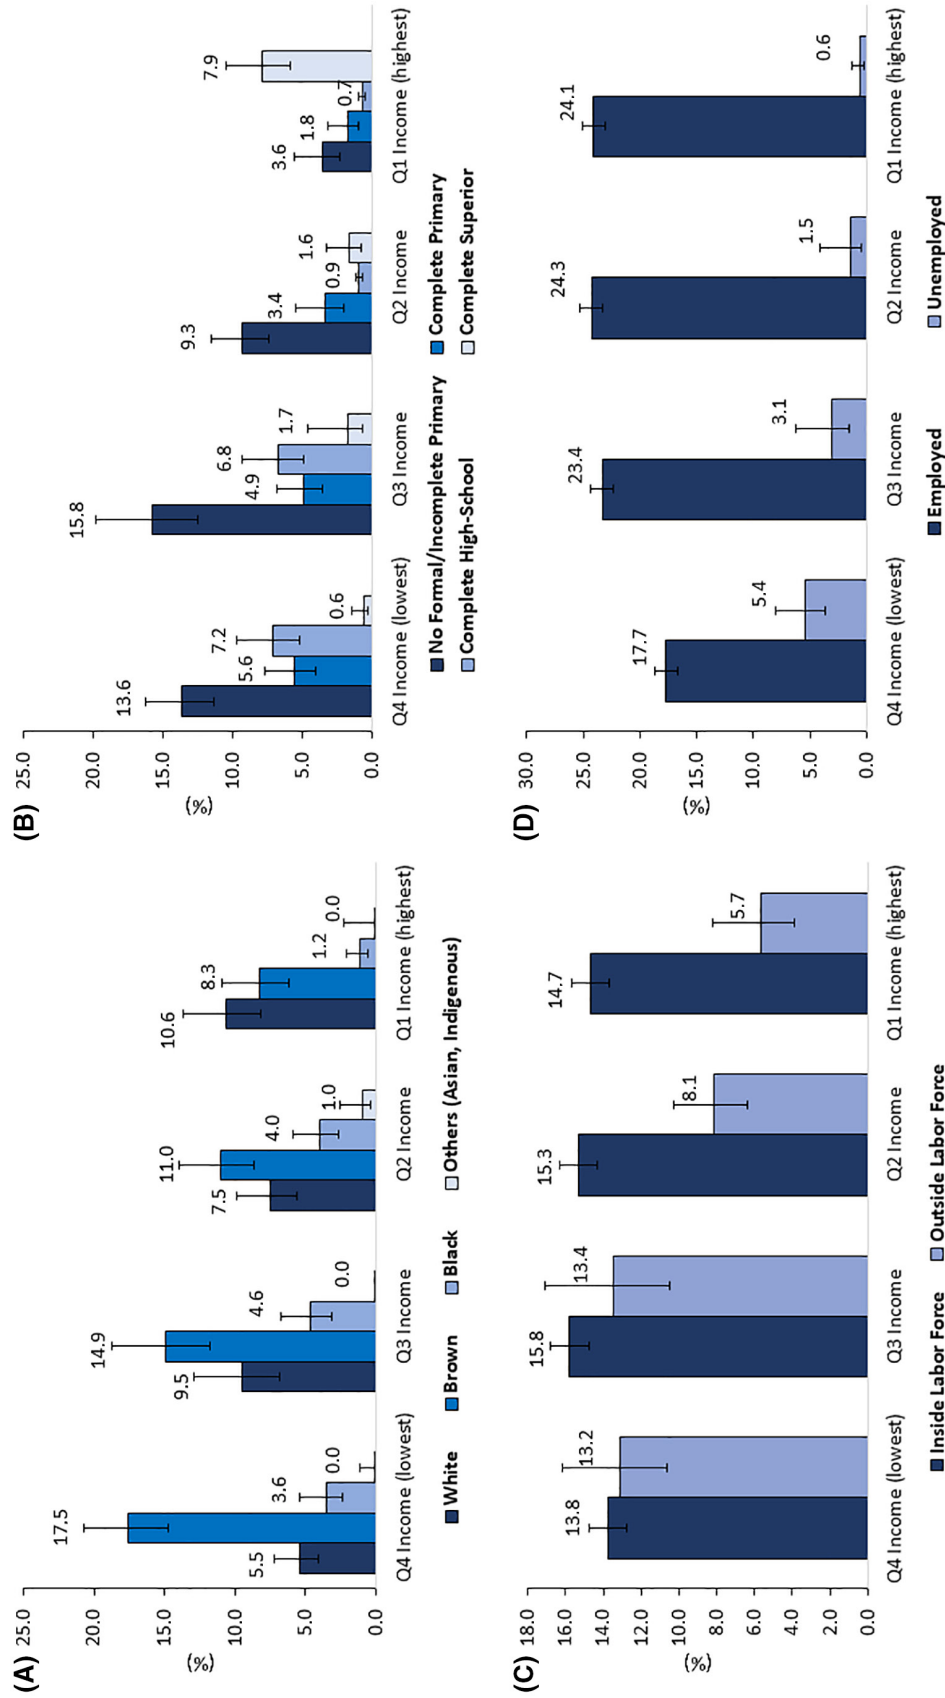 (A)
25.0
20.0
15.0
10.0
5.0
0.0
(%)
5.5
17.5
3.6
0.0
9.5
14.9
4.6
0.0
7.5
11.0
4.0
1.0
10.6
8.3
1.2
0.0
Q4 Income (lowest)
Q3 Income
Q2 Income
Q1 Income (highest)
White
Brown
Black
Others (Asian, Indigenous)
(B)
25.0
20.0
15.0
10.0
5.0
0.0
(%)
13.6
5.6
7.2
0.6
15.8
4.9
6.8
1.7
9.3
3.4
0.9
1.6
3.6
1.8
0.7
7.9
Q4 Income (lowest)
Q3 Income
Q2 Income
Q1 Income (highest)
No Formal/Incomplete Primary
Complete Primary
Complete High-School
Complete Superior
(C)
18.0
16.0
14.0
12.0
10.0
8.0
6.0
4.0
2.0
0.0
(%)
13.8
13.2
15.8
13.4
15.3
8.1
14.7
5.7
Q4 Income (lowest)
Q3 Income
Q2 Income
Q1 Income (highest)
Inside Labor Force
Outside Labor Force
(D)
30.0
25.0
20.0
15.0
10.0
5.0
0.0
(%)
17.7
5.4
23.4
3.1
24.3
1.5
24.1
0.6
Q4 Income (lowest)
Q3 Income
Q2 Income
Q1 Income (highest)
Employed
Unemployed